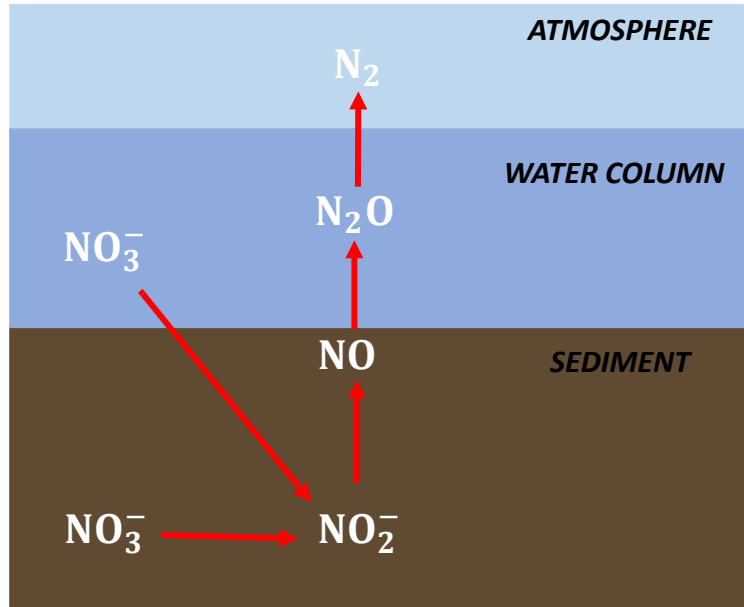 ATMOSPHERE
N₂
WATER COLUMN
N₂O
NO₃⁻
NO
SEDIMENT
NO₃⁻
NO₂⁻